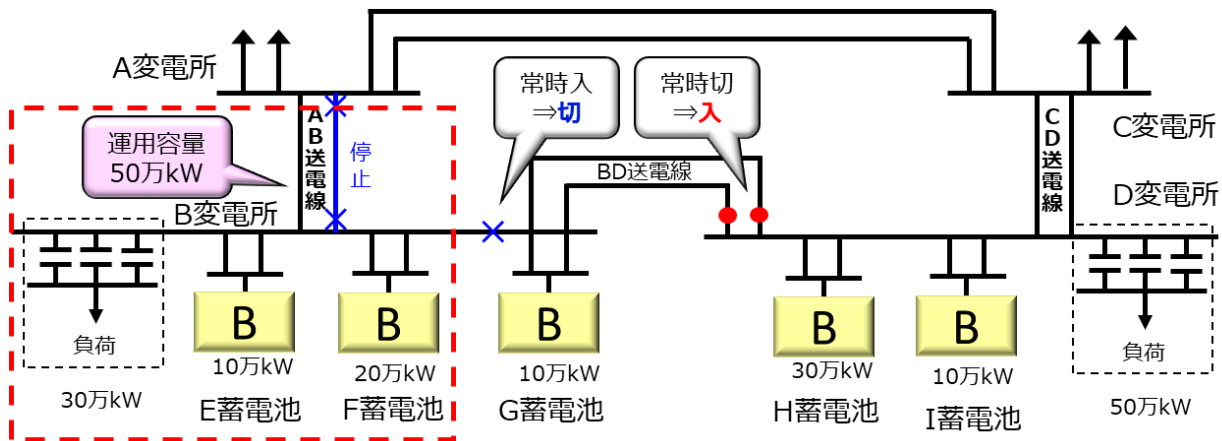 A変電所
常時入
⇒切
常時切
⇒入
C変電所
運用容量
50万kW
AB送電線
停止
BD送電線
CD送電線
B変電所
D変電所
負荷
30万kW
B
10万kW
E蓄電池
B
20万kW
F蓄電池
B
10万kW
G蓄電池
B
30万kW
H蓄電池
B
10万kW
I蓄電池
負荷
50万kW